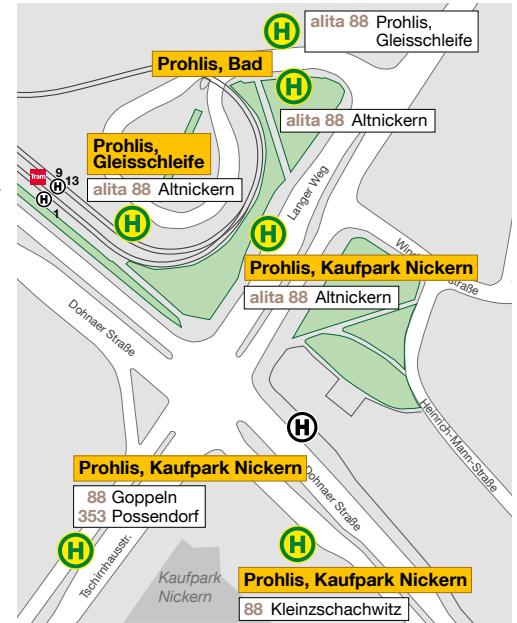 H
alita 88 Prohlis,
Gleisschleife
Prohlis, Bad
H
alita 88 Altnickern
Prohlis,
Gleisschleife
alita 88 Altnickern
H
Tram
9
H 13
H
1
Langer Weg
H
Prohlis, Kaufpark Nickern
alita 88 Altnickern
Dohnaer Straße
Heinrich-Mann-Straße
H
Prohlis, Kaufpark Nickern
88 Goppeln
353 Possendorf
Dohnaer Straße
H
Tschirnhausstr.
H
Kaufpark
Nickern
Prohlis, Kaufpark Nickern
88 Kleinzschachwitz